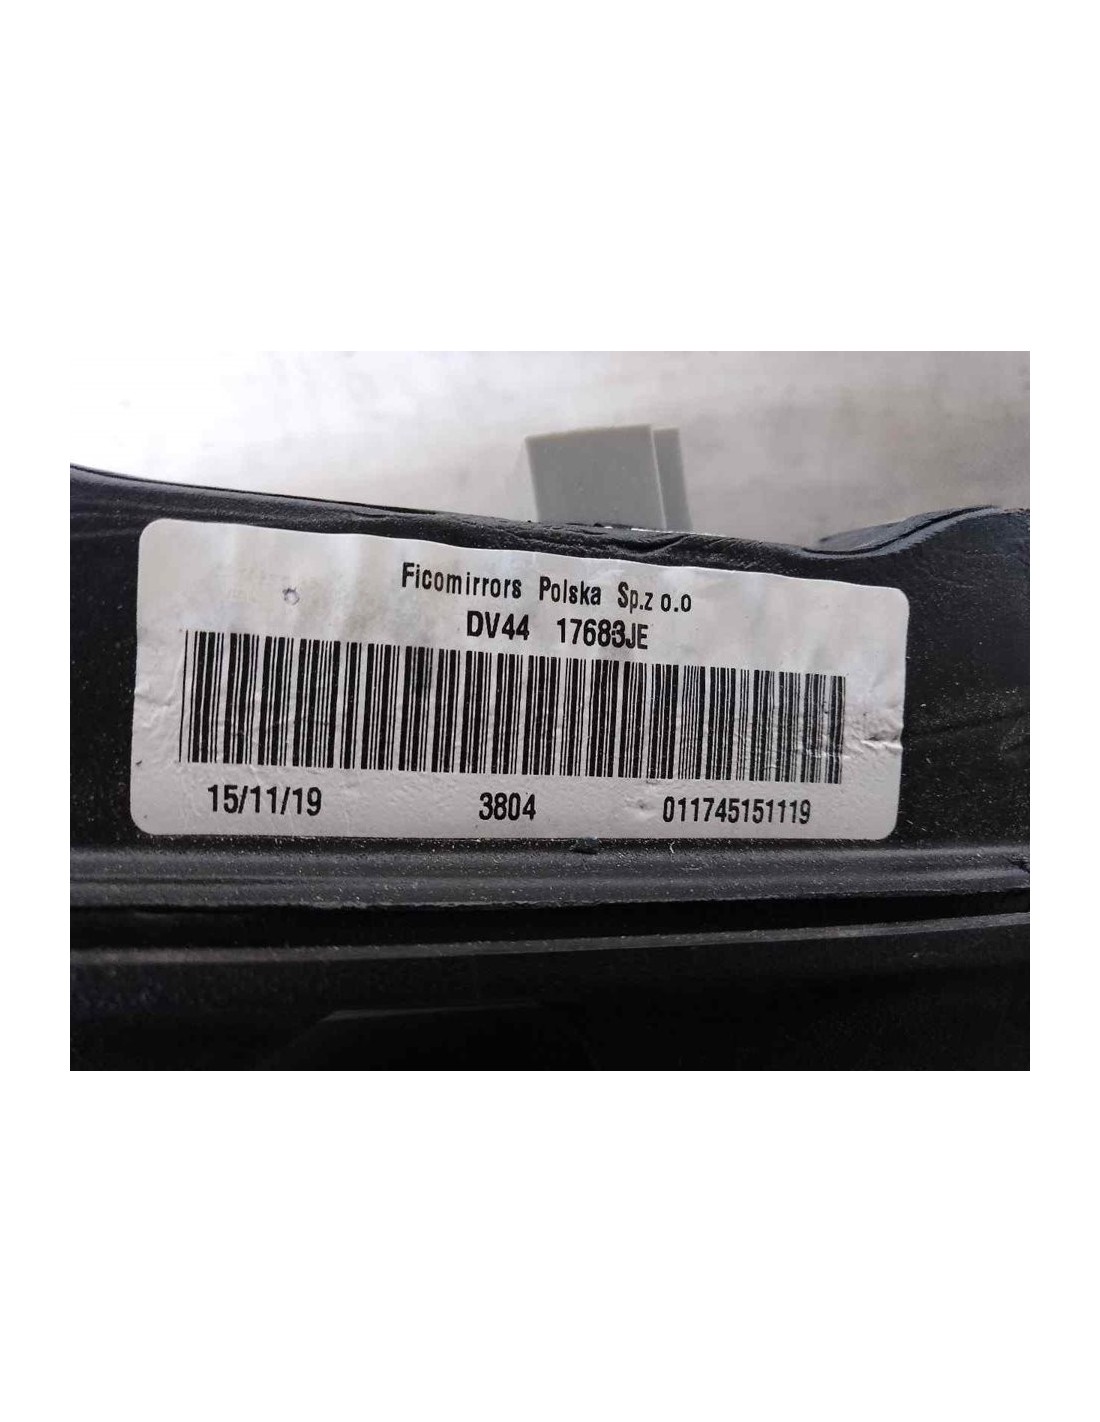 Ficomirrors Polska Sp.z o.o
DV44 17683JE
15/11/19 3804 011745151119